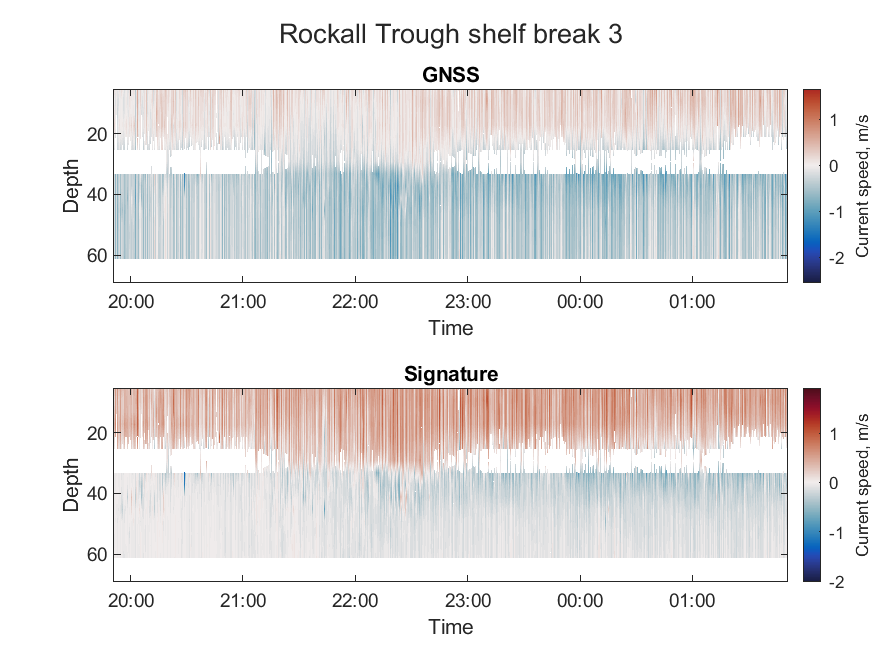 Rockall Trough shelf break 3
GNSS
20
40
60
Depth
20:00 21:00 22:00 23:00 00:00 01:00
Time
1
0
-1
-2
Current speed, m/s
Signature
20
40
60
Depth
20:00 21:00 22:00 23:00 00:00 01:00
Time
1
0
-1
-2
Current speed, m/s